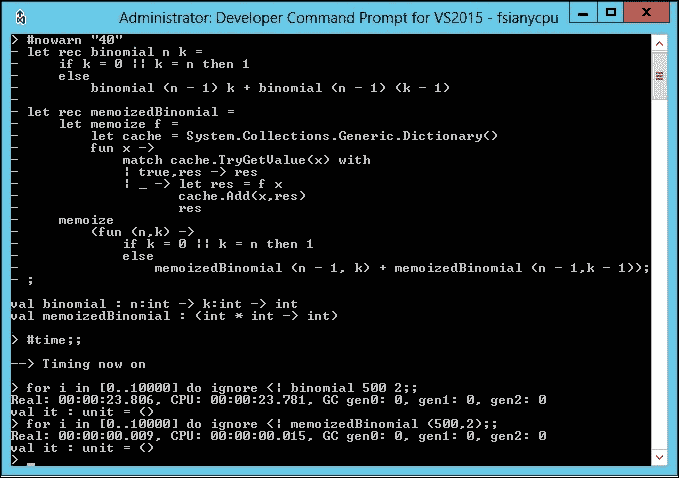 Administrator: Developer Command Prompt for VS2015 - fsianycpu
> #nowarn "40"
- let rec binomial n k =
-     if k = 0 || k = n then 1
-     else
-         binomial (n - 1) k + binomial (n - 1) (k - 1)
-
- let rec memoizedBinomial =
-     let memoize f =
-         let cache = System.Collections.Generic.Dictionary()
-         fun x ->
-             match cache.TryGetValue(x) with
-             | true,res -> res
-             | _ -> let res = f x
-                    cache.Add(x,res)
-                    res
-     memoize
-         (fun (n,k) ->
-             if k = 0 || k = n then 1
-             else
-                 memoizedBinomial (n - 1, k) + memoizedBinomial (n - 1,k - 1));
- ;
val binomial : n:int -> k:int -> int
val memoizedBinomial : (int * int -> int)
> #time;;
--> Timing now on
> for i in [0..10000] do ignore <| binomial 500 2;;
Real: 00:00:23.806, CPU: 00:00:23.781, GC gen0: 0, gen1: 0, gen2: 0
val it : unit = ()
> for i in [0..10000] do ignore <| memoizedBinomial (500,2);;
Real: 00:00:00.009, CPU: 00:00:00.015, GC gen0: 0, gen1: 0, gen2: 0
val it : unit = ()
> _